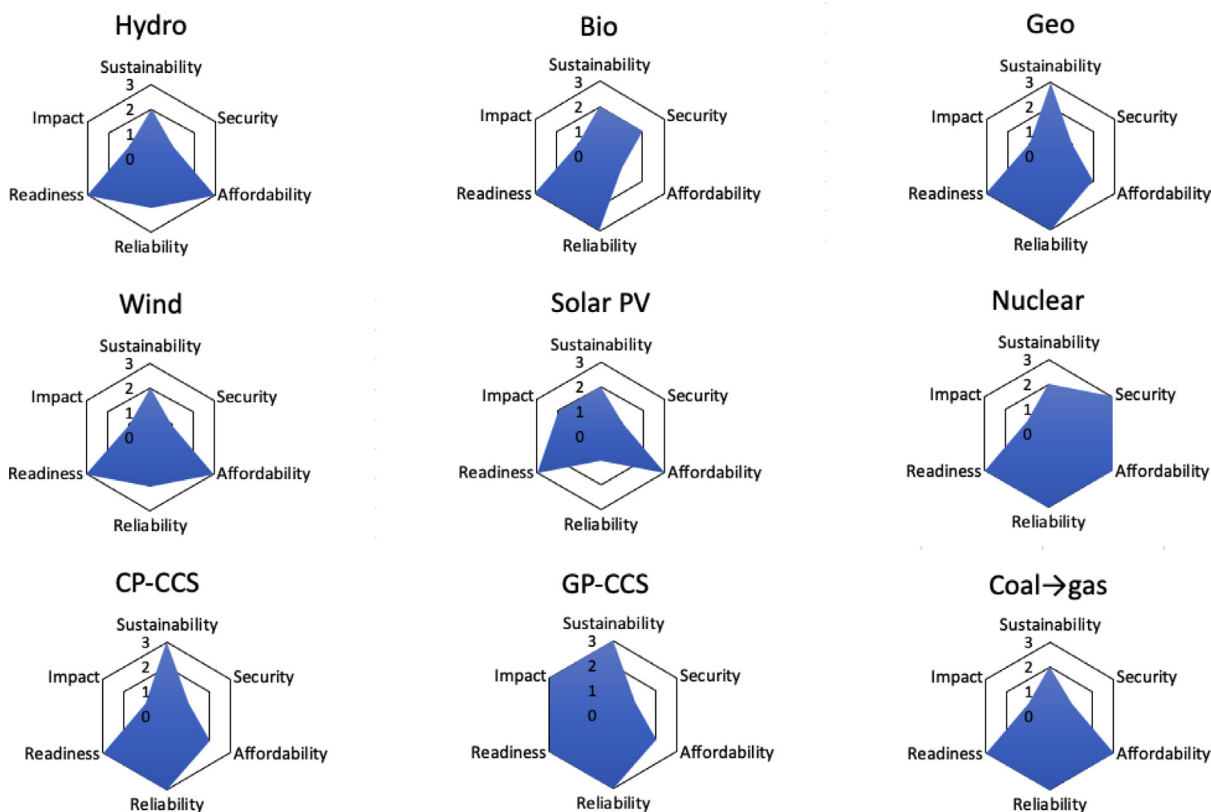 Hydro
Sustainability
3
2
1
0
Impact
Security
Readiness
Affordability
Reliability
Bio
Sustainability
3
2
1
0
Impact
Security
Readiness
Affordability
Reliability
Geo
Sustainability
3
2
1
0
Impact
Security
Readiness
Affordability
Reliability
Wind
Sustainability
3
2
1
0
Impact
Security
Readiness
Affordability
Reliability
Solar PV
Sustainability
3
2
1
0
Impact
Security
Readiness
Affordability
Reliability
Nuclear
Sustainability
3
2
1
0
Impact
Security
Readiness
Affordability
Reliability
CP-CCS
Sustainability
3
2
1
0
Impact
Security
Readiness
Affordability
Reliability
GP-CCS
Sustainability
3
2
1
0
Impact
Security
Readiness
Affordability
Reliability
Coal→gas
Sustainability
3
2
1
0
Impact
Security
Readiness
Affordability
Reliability